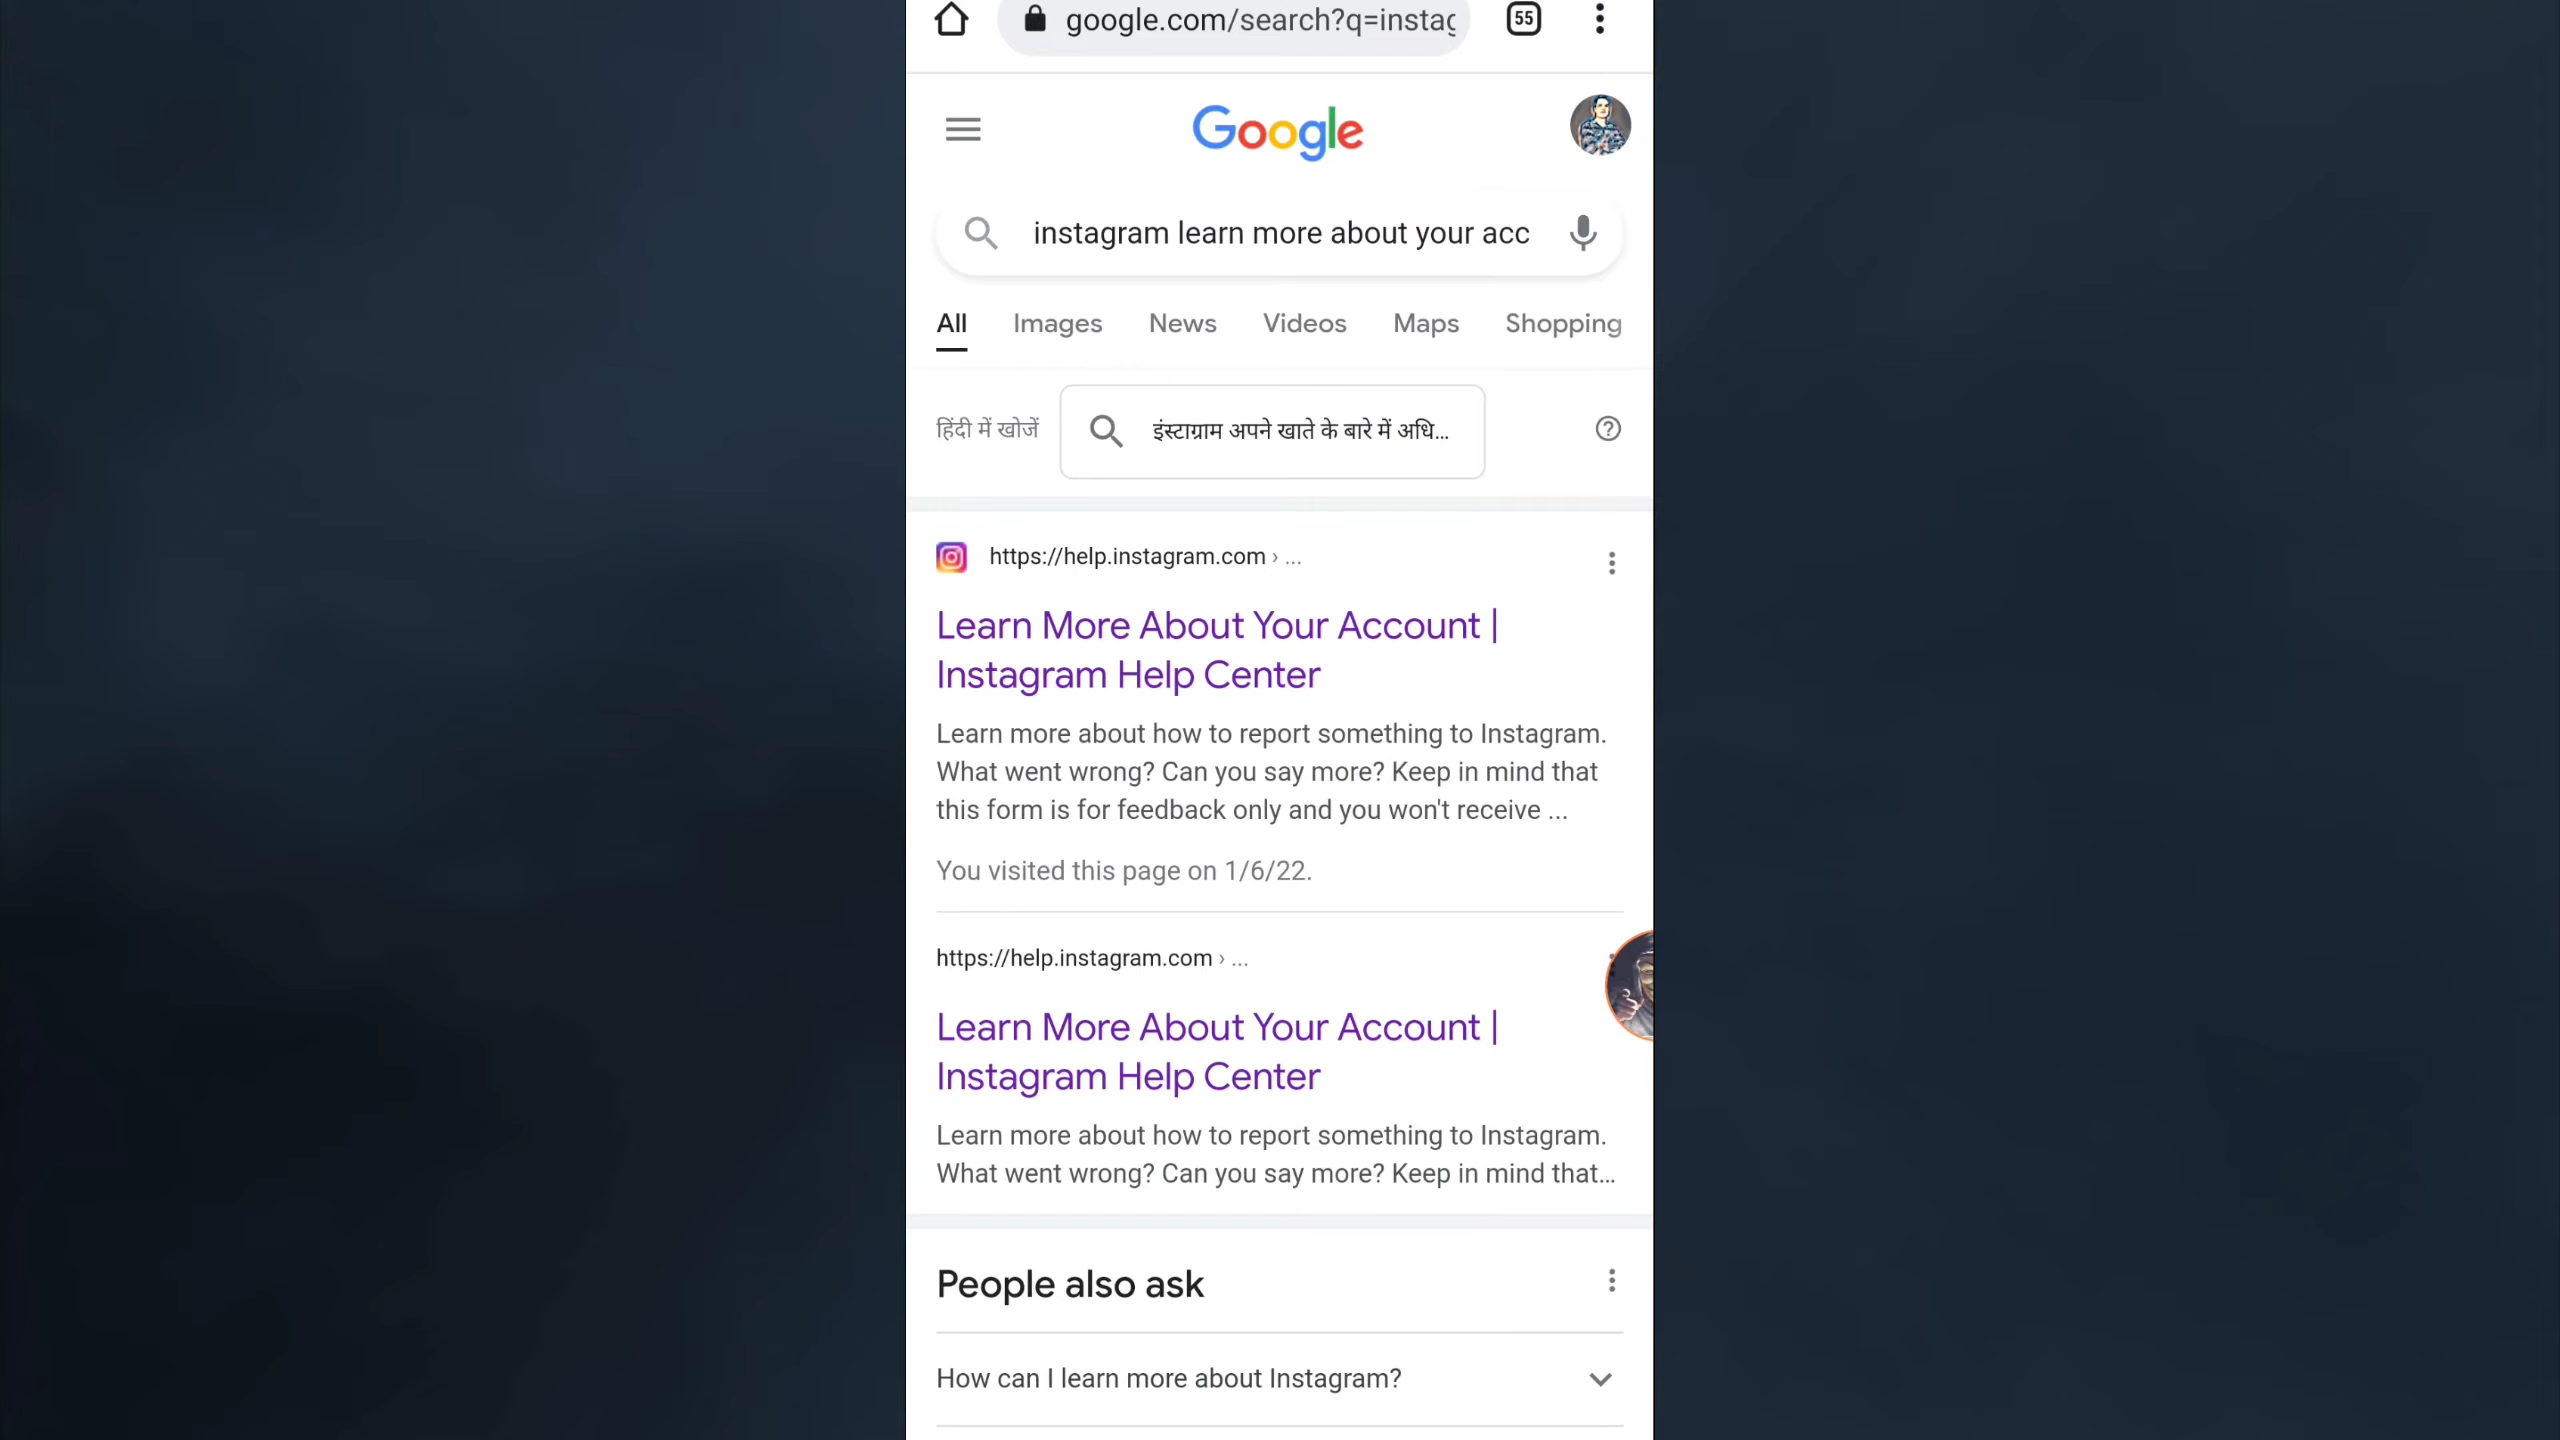 google.com/search?q=instag
55
Google
instagram learn more about your acc
All Images News Videos Maps Shopping
हिंदी में खोजें
इंस्टाग्राम अपने खाते के बारे में अधि...
https://help.instagram.com › ...
Learn More About Your Account |
Instagram Help Center
Learn more about how to report something to Instagram.
What went wrong? Can you say more? Keep in mind that
this form is for feedback only and you won't receive ...
You visited this page on 1/6/22.
https://help.instagram.com › ...
Learn More About Your Account |
Instagram Help Center
Learn more about how to report something to Instagram.
What went wrong? Can you say more? Keep in mind that...
People also ask
How can I learn more about Instagram?